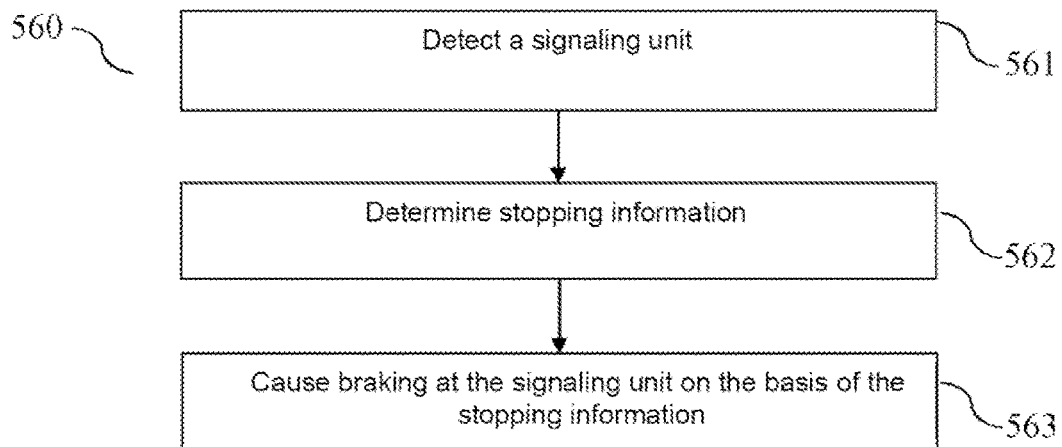 560
Detect a signaling unit
561
Determine stopping information
562
Cause braking at the signaling unit on the basis of the
stopping information
563